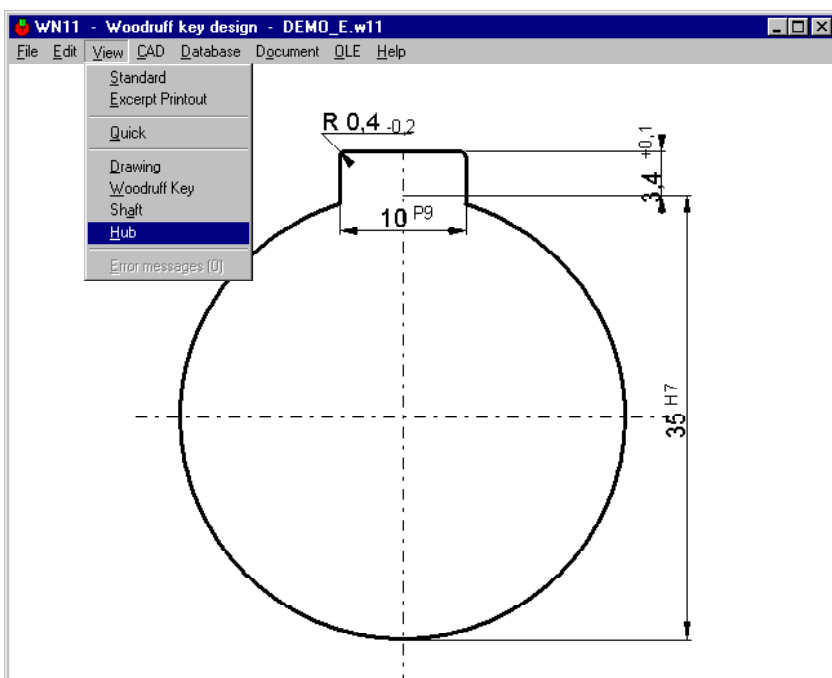 WN11 - Woodruff key design - DEMO_E.w11
File Edit View CAD Database Document OLE Help
Standard
Excerpt Printout
Quick
Drawing
Woodruff Key
Shaft
Hub
Error messages (0)
R 0,4 -0,2
3,4 +0,1
10 P9
35 H7